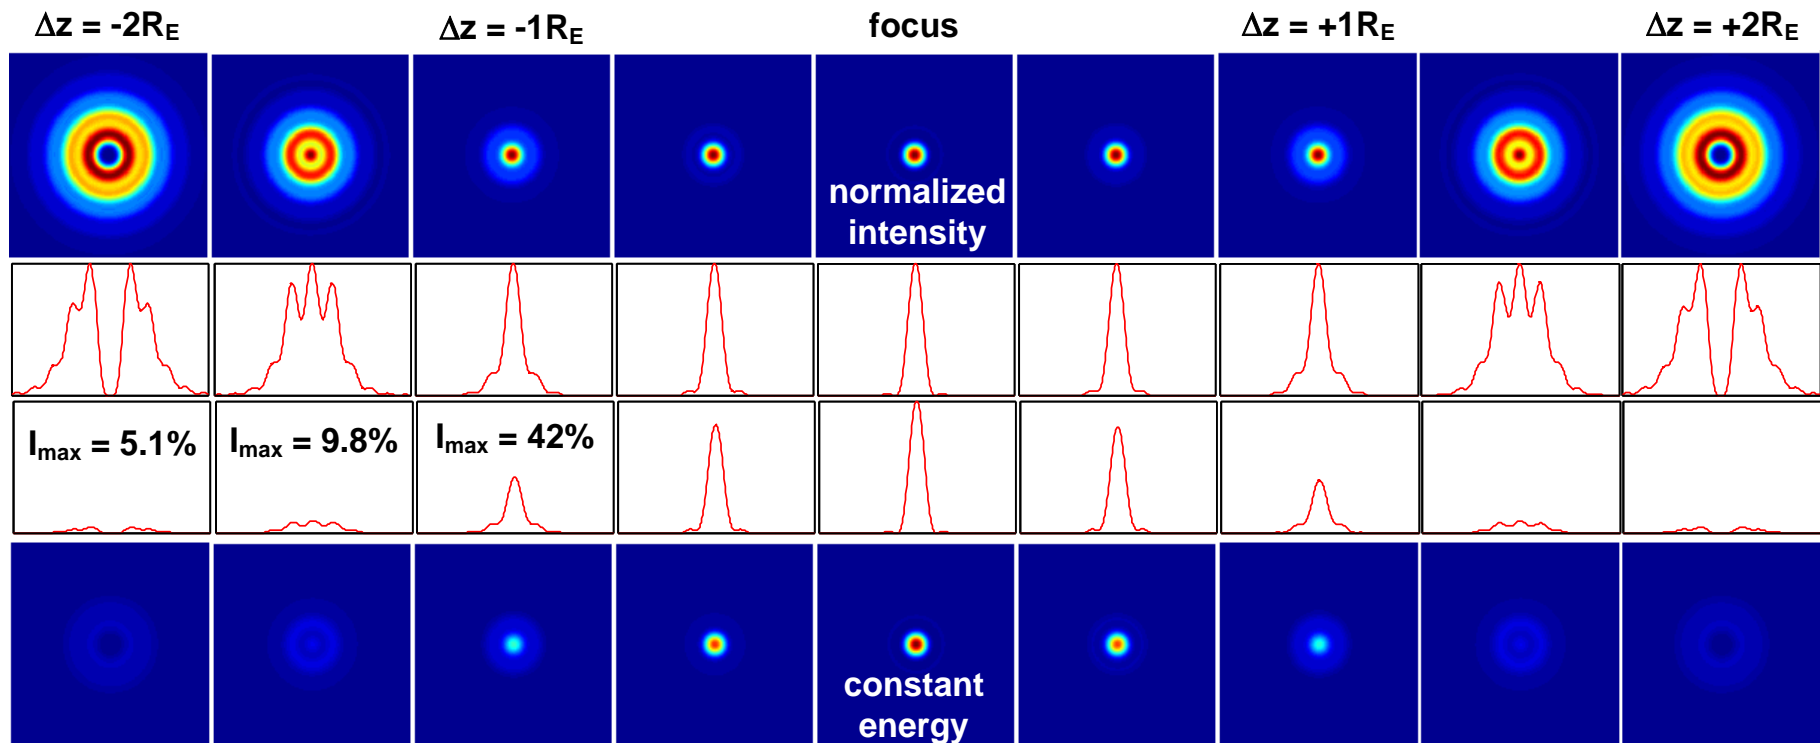 Δz = -2R_E
Δz = -1R_E
focus
Δz = +1R_E
Δz = +2R_E
normalized
intensity
I_max = 5.1%
I_max = 9.8%
I_max = 42%
constant
energy